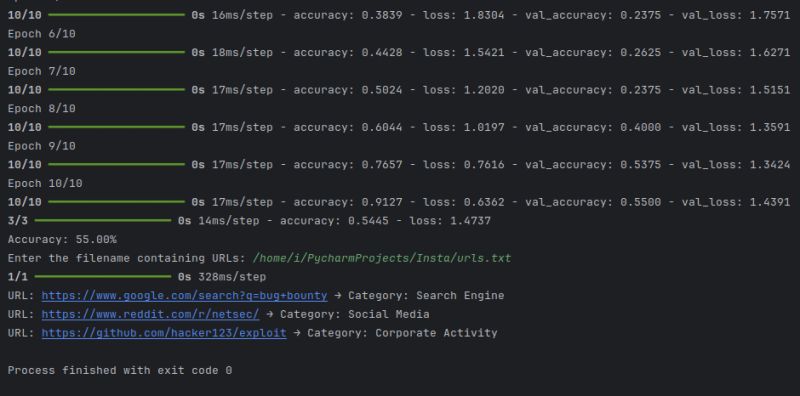 10/10 ━━━━━━━━━━━━━━━━━━━━ 0s 16ms/step - accuracy: 0.3839 - loss: 1.8304 - val_accuracy: 0.2375 - val_loss: 1.7571
Epoch 6/10
10/10 ━━━━━━━━━━━━━━━━━━━━ 0s 18ms/step - accuracy: 0.4428 - loss: 1.5421 - val_accuracy: 0.2625 - val_loss: 1.6271
Epoch 7/10
10/10 ━━━━━━━━━━━━━━━━━━━━ 0s 17ms/step - accuracy: 0.5024 - loss: 1.2020 - val_accuracy: 0.2375 - val_loss: 1.5151
Epoch 8/10
10/10 ━━━━━━━━━━━━━━━━━━━━ 0s 17ms/step - accuracy: 0.6044 - loss: 1.0197 - val_accuracy: 0.4000 - val_loss: 1.3591
Epoch 9/10
10/10 ━━━━━━━━━━━━━━━━━━━━ 0s 17ms/step - accuracy: 0.7657 - loss: 0.7616 - val_accuracy: 0.5375 - val_loss: 1.3424
Epoch 10/10
10/10 ━━━━━━━━━━━━━━━━━━━━ 0s 17ms/step - accuracy: 0.9127 - loss: 0.6362 - val_accuracy: 0.5500 - val_loss: 1.4391
3/3 ━━━━━━━━━━━━━━━━━━━━ 0s 14ms/step - accuracy: 0.5445 - loss: 1.4737
Accuracy: 55.00%
Enter the filename containing URLs: /home/i/PycharmProjects/Insta/urls.txt
1/1 ━━━━━━━━━━━━━━━━━━━━ 0s 328ms/step
URL: https://www.google.com/search?q=bug+bounty → Category: Search Engine
URL: https://www.reddit.com/r/netsec/ → Category: Social Media
URL: https://github.com/hacker123/exploit → Category: Corporate Activity
Process finished with exit code 0